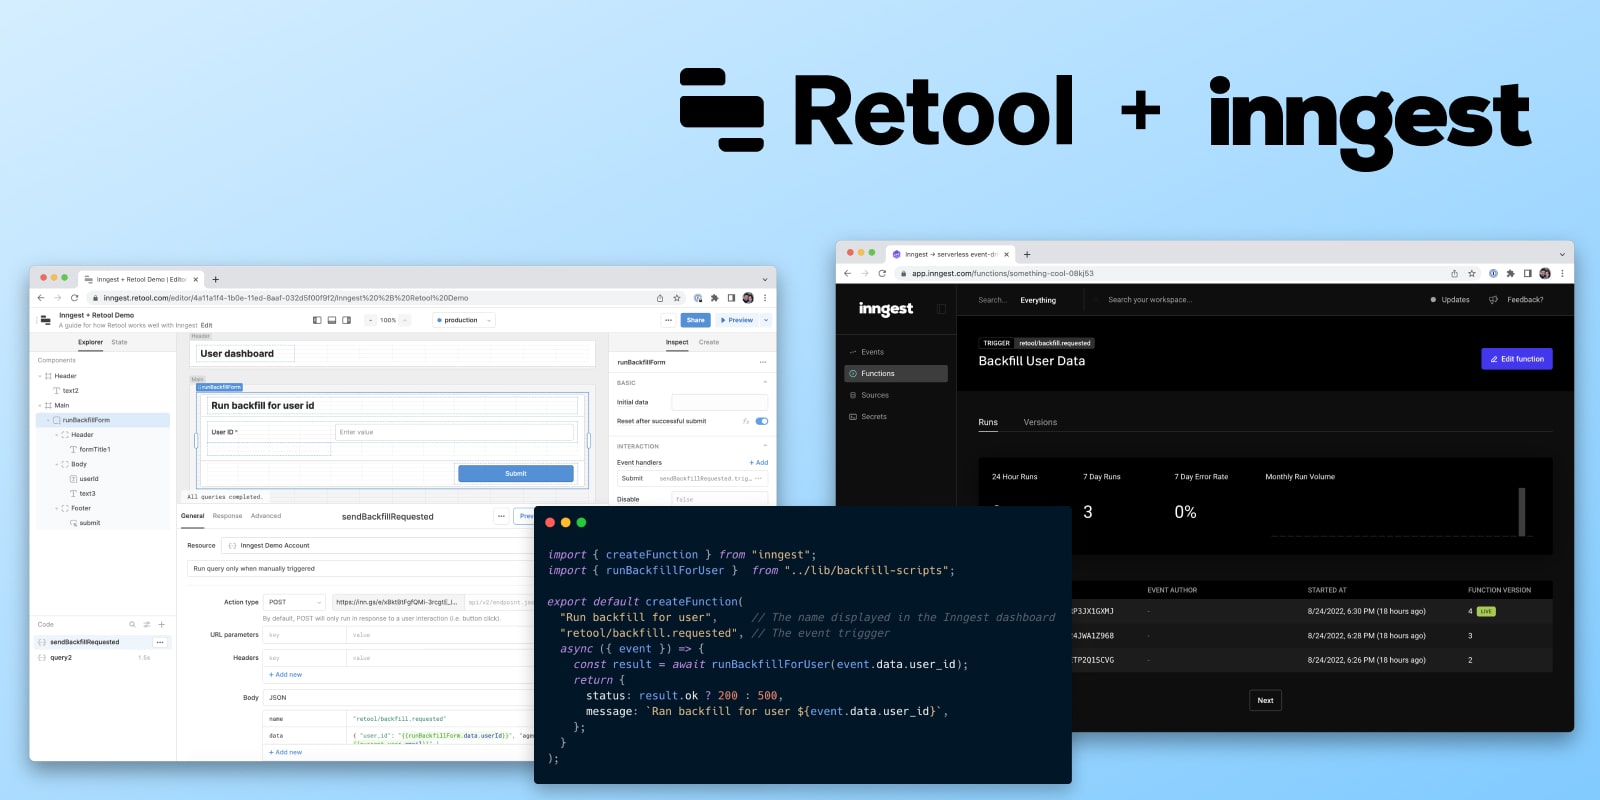 Retool + inngest
Inngest + Retool Demo | Editor
inngest.retool.com/editor/4a11a1f4-1b0e-11ed-8aaf-032d5f00f9f2/Inngest%20%2B%20Retool%20Demo
Inngest + Retool Demo
A guide for how Retool works well with Inngest Edit
100%
production
Share
Preview
Explorer State
Components
Header
text2
Main
runBackfillForm
Header
formTitle1
Body
userId
text3
Footer
submit
Code
sendBackfillRequested
query2 1.6s
Header
User dashboard
Main
runBackfillForm
Run backfill for user id
User ID *
Enter value
Submit
All queries completed.
Inspect Create
runBackfillForm
BASIC
Initial data
Reset after successful submit
INTERACTION
Event handlers + Add
Submit sendBackfillRequested.trig...
Disable false
General Response Advanced
sendBackfillRequested
Resource Inngest Demo Account
Run query only when manually triggered
Action type POST
By default, POST will only run in response to a user interaction (i.e. button click).
URL parameters key value
Headers key value
+ Add new
Body JSON
name "retool/backfill.requested"
data { "user_id": "{{runBackfillForm.data.userId}}",
+ Add new
import { createFunction } from "inngest";
import { runBackfillForUser } from "../lib/backfill-scripts";
export default createFunction(
"Run backfill for user", // The name displayed in the Inngest dashboard
"retool/backfill.requested", // The event triggger
async ({ event }) => {
const result = await runBackfillForUser(event.data.user_id);
return {
status: result.ok ? 200 : 500,
message: `Ran backfill for user ${event.data.user_id}`,
};
}
);
inngest → serverless event-dri
app.inngest.com/functions/something-cool-08kj53
inngest
Search... Everything
Search your workspace...
Updates
Feedback?
Events
Functions
Sources
Secrets
TRIGGER retool/backfill.requested
Backfill User Data
Edit function
Runs Versions
24 Hour Runs
7 Day Runs
3
7 Day Error Rate
0%
Monthly Run Volume
EVENT AUTHOR STARTED AT FUNCTION VERSION
P3JX1GXMJ - 8/24/2022, 6:30 PM (18 hours ago) 4 LIVE
4JWA1Z968 - 8/24/2022, 6:28 PM (18 hours ago) 3
TP2Q1SCVG - 8/24/2022, 6:26 PM (18 hours ago) 2
Next